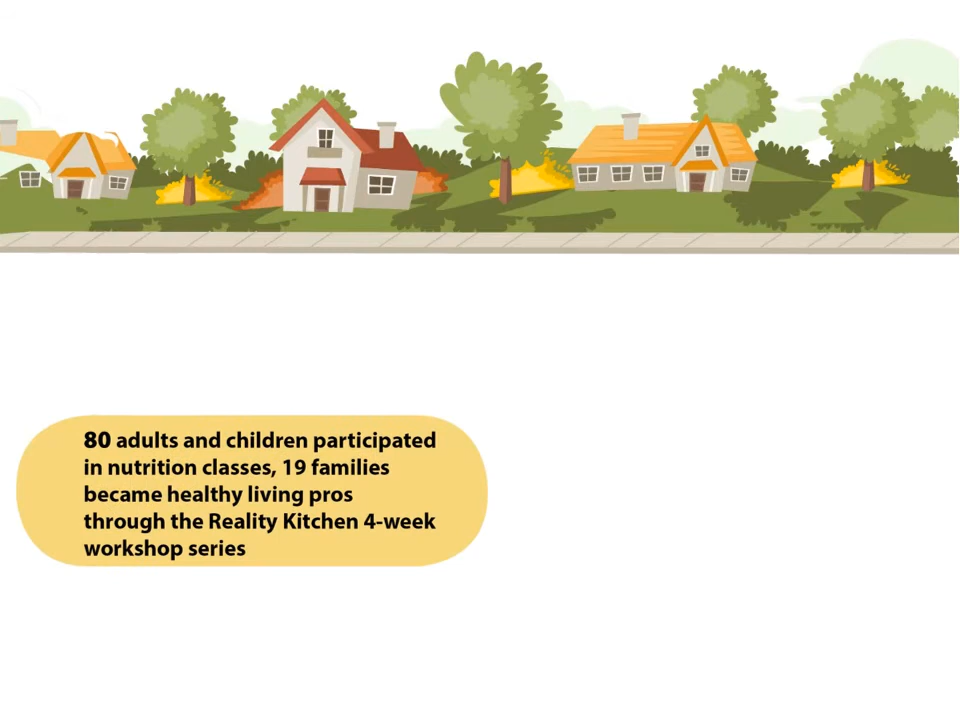 80 adults and children participated
in nutrition classes, 19 families
became healthy living pros
through the Reality Kitchen 4-week
workshop series